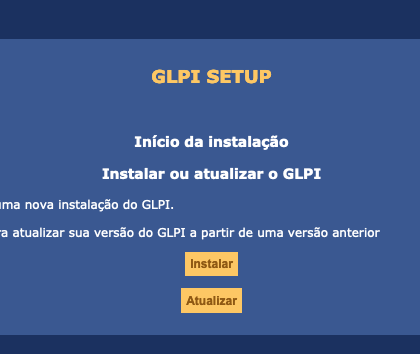 GLPI SETUP
Início da instalação
Instalar ou atualizar o GLPI
uma nova instalação do GLPI.
atualizar sua versão do GLPI a partir de uma versão anterior
Instalar
Atualizar